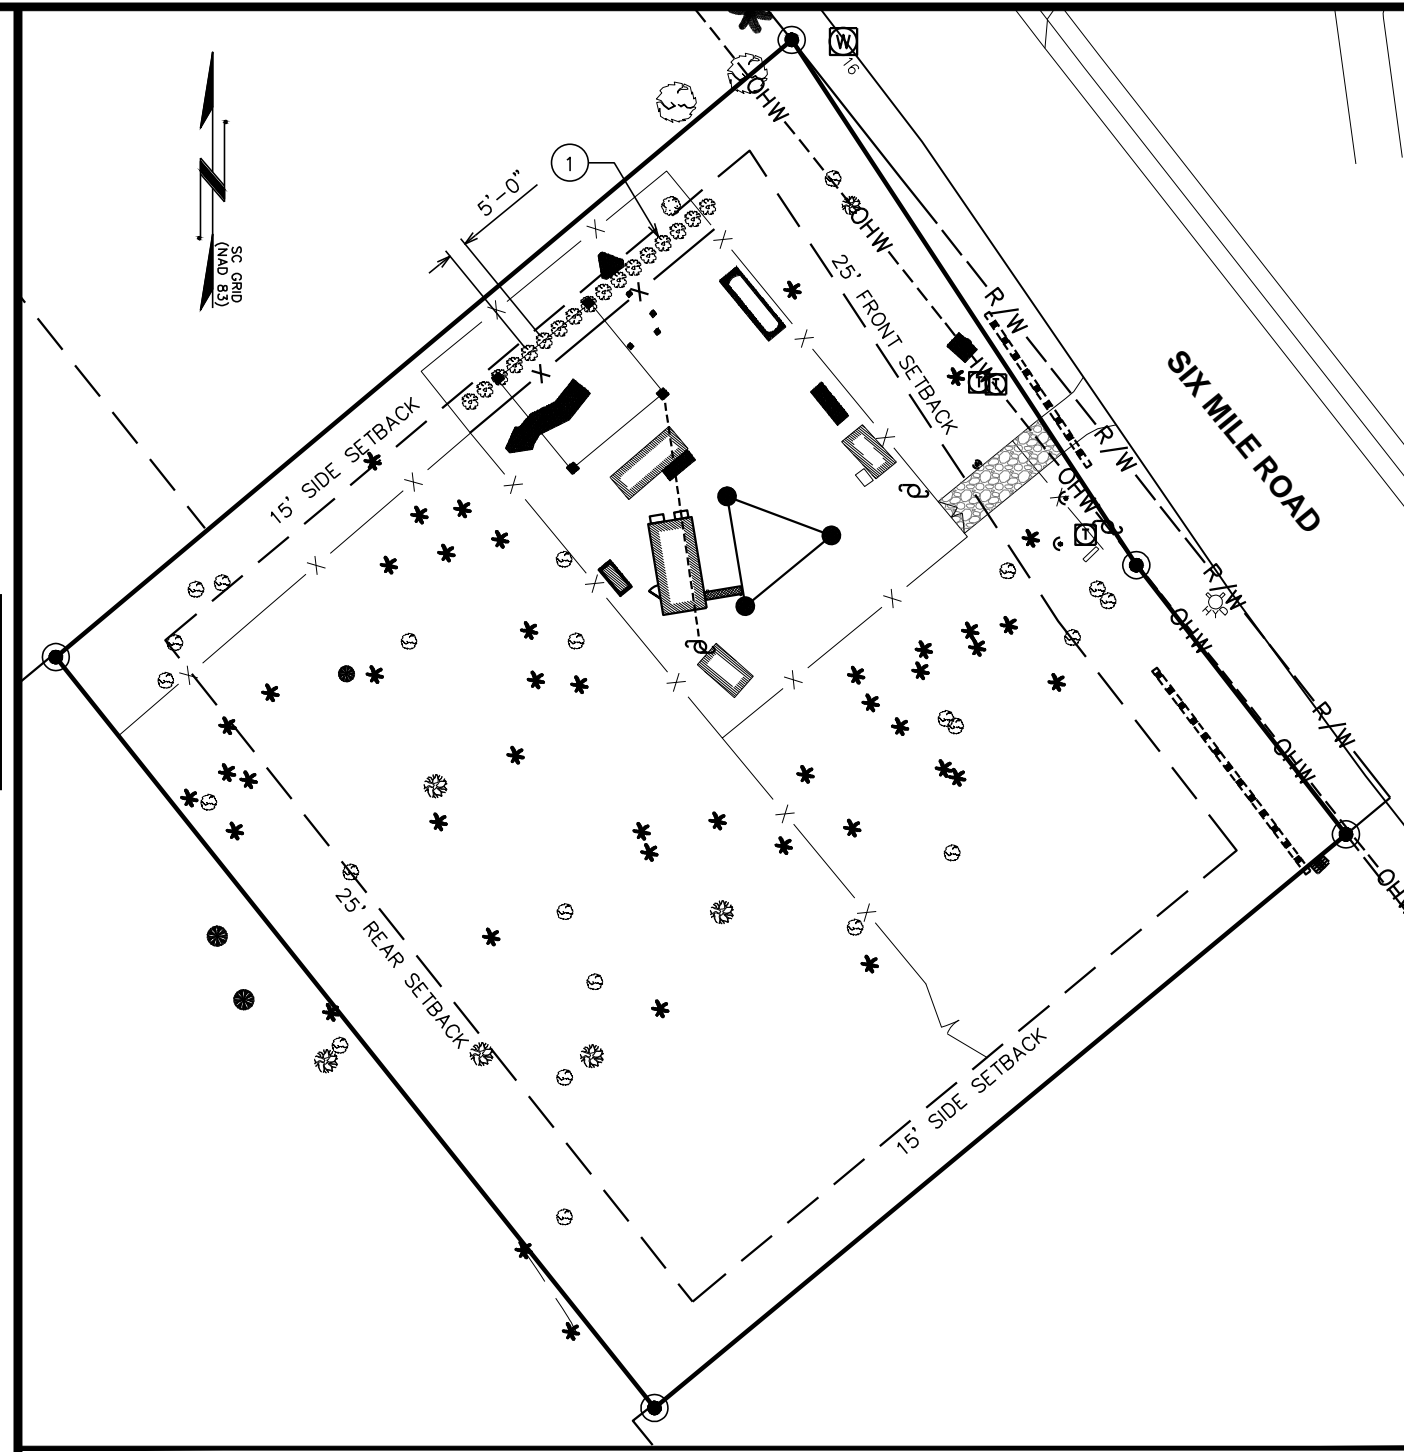 W
16
OHW
1
5'-0"
OHW
SC GRID
(NAD 83)
25' FRONT SETBACK
R/W
OHW
T
T
SIX MILE ROAD
15' SIDE SETBACK
R/W
OHW
T
R/W
OHW
R/W
OHW
OHW
25' REAR SETBACK
15' SIDE SETBACK